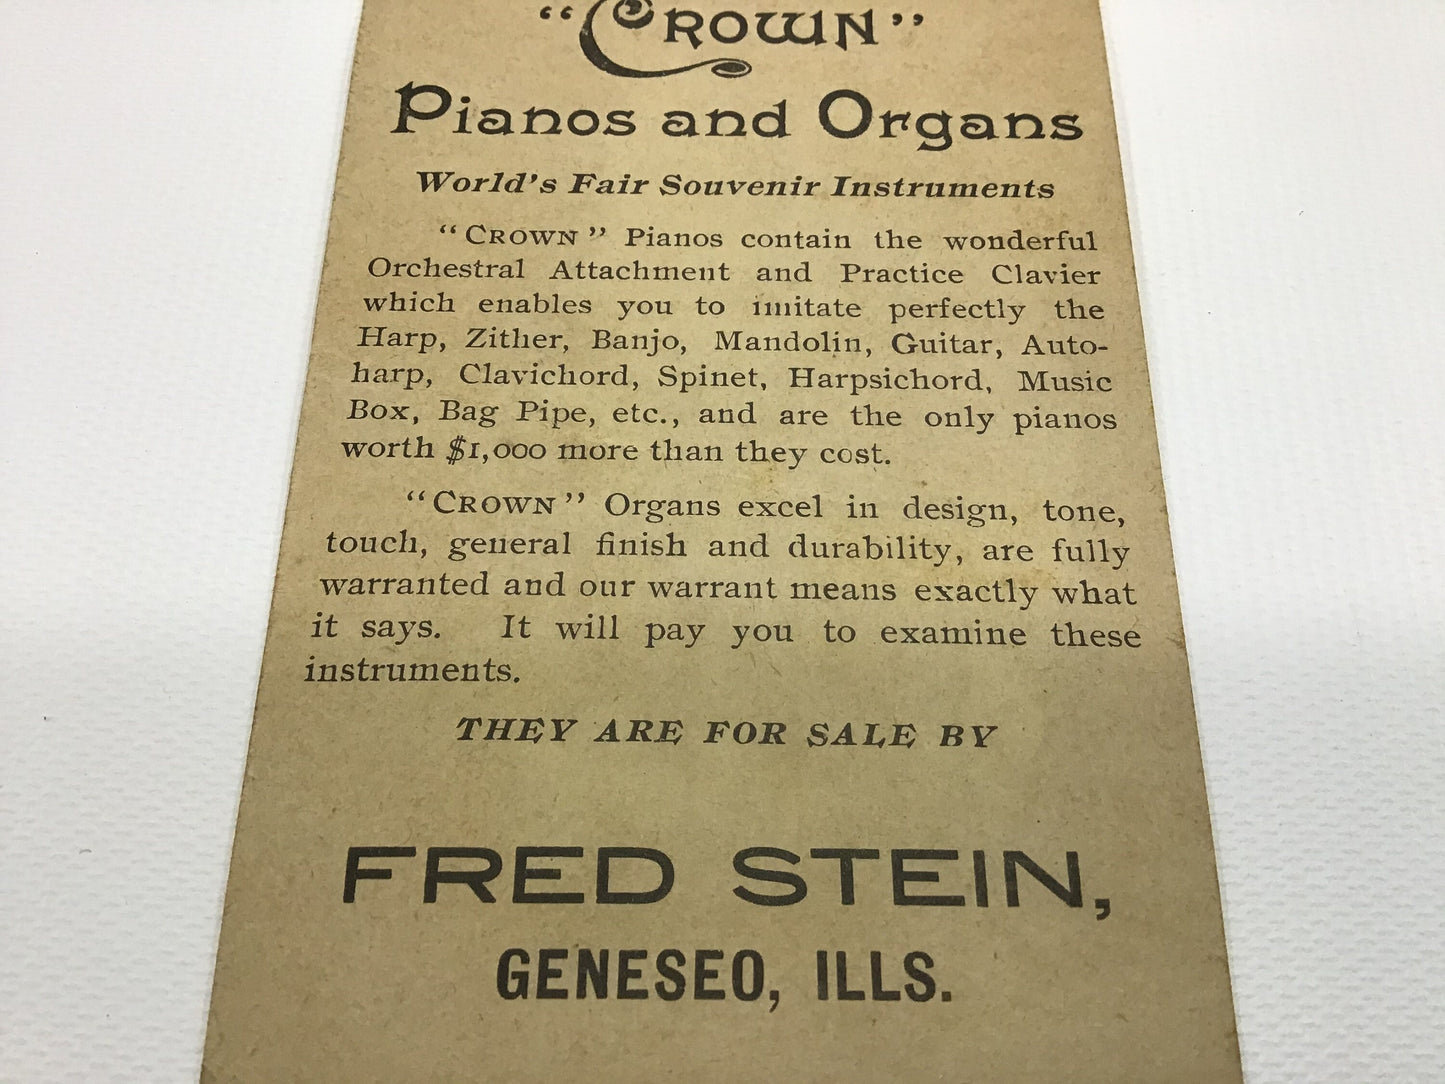 "CROWN"
Pianos and Organs
World's Fair Souvenir Instruments
"CROWN" Pianos contain the wonderful
Orchestral Attachment and Practice Clavier
which enables you to imitate perfectly the
Harp, Zither, Banjo, Mandolin, Guitar, Auto-
harp, Clavichord, Spinet, Harpsichord, Music
Box, Bag Pipe, etc., and are the only pianos
worth $1,000 more than they cost.
"CROWN" Organs excel in design, tone,
touch, general finish and durability, are fully
warranted and our warrant means exactly what
it says. It will pay you to examine these
instruments.
THEY ARE FOR SALE BY
FRED STEIN,
GENESEO, ILLS.